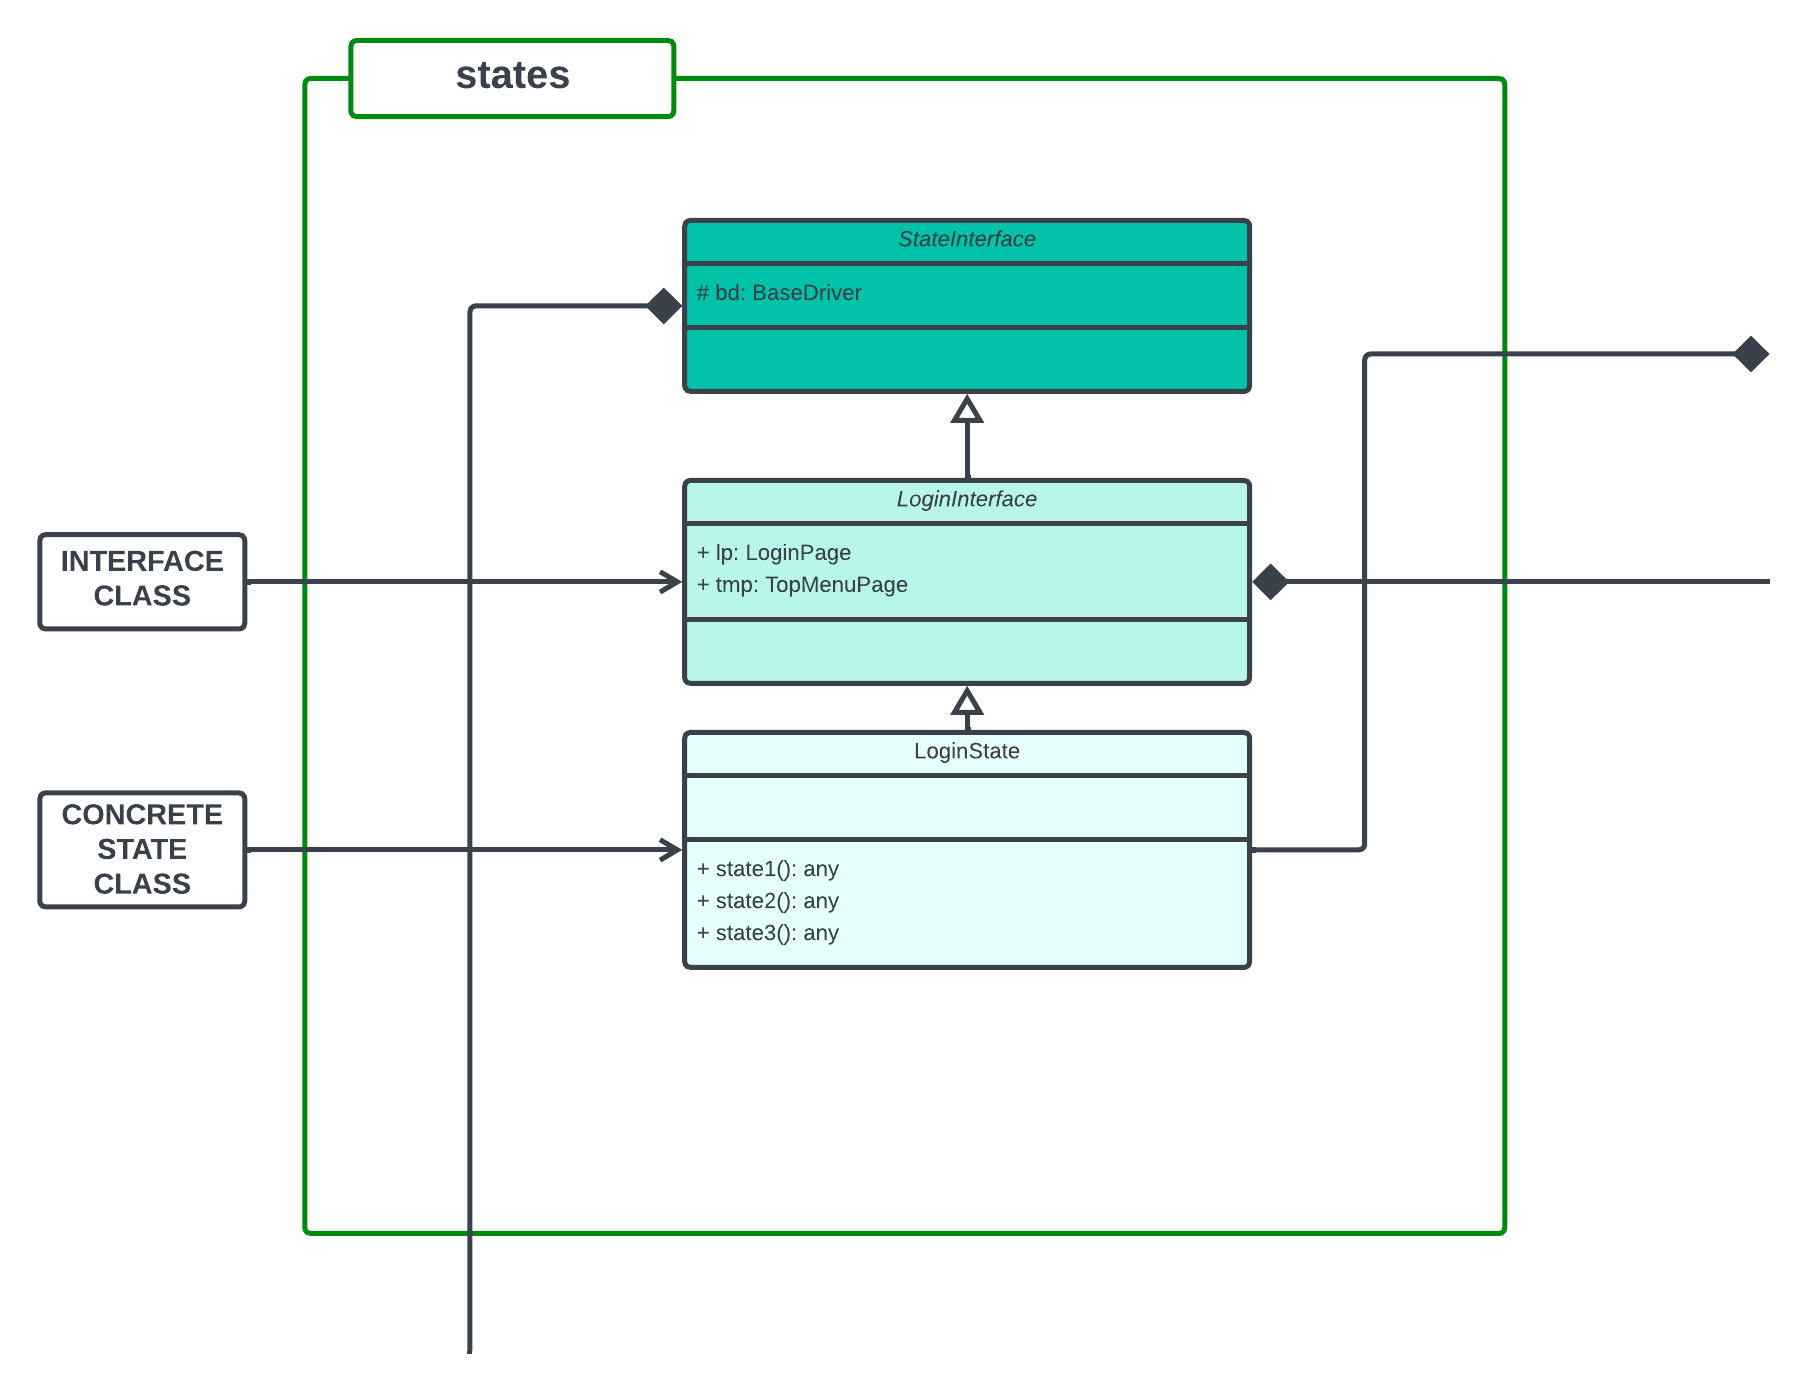 states
StateInterface
# bd: BaseDriver
LoginInterface
+ lp: LoginPage
+ tmp: TopMenuPage
INTERFACE
CLASS
LoginState
+ state1(): any
+ state2(): any
+ state3(): any
CONCRETE
STATE
CLASS